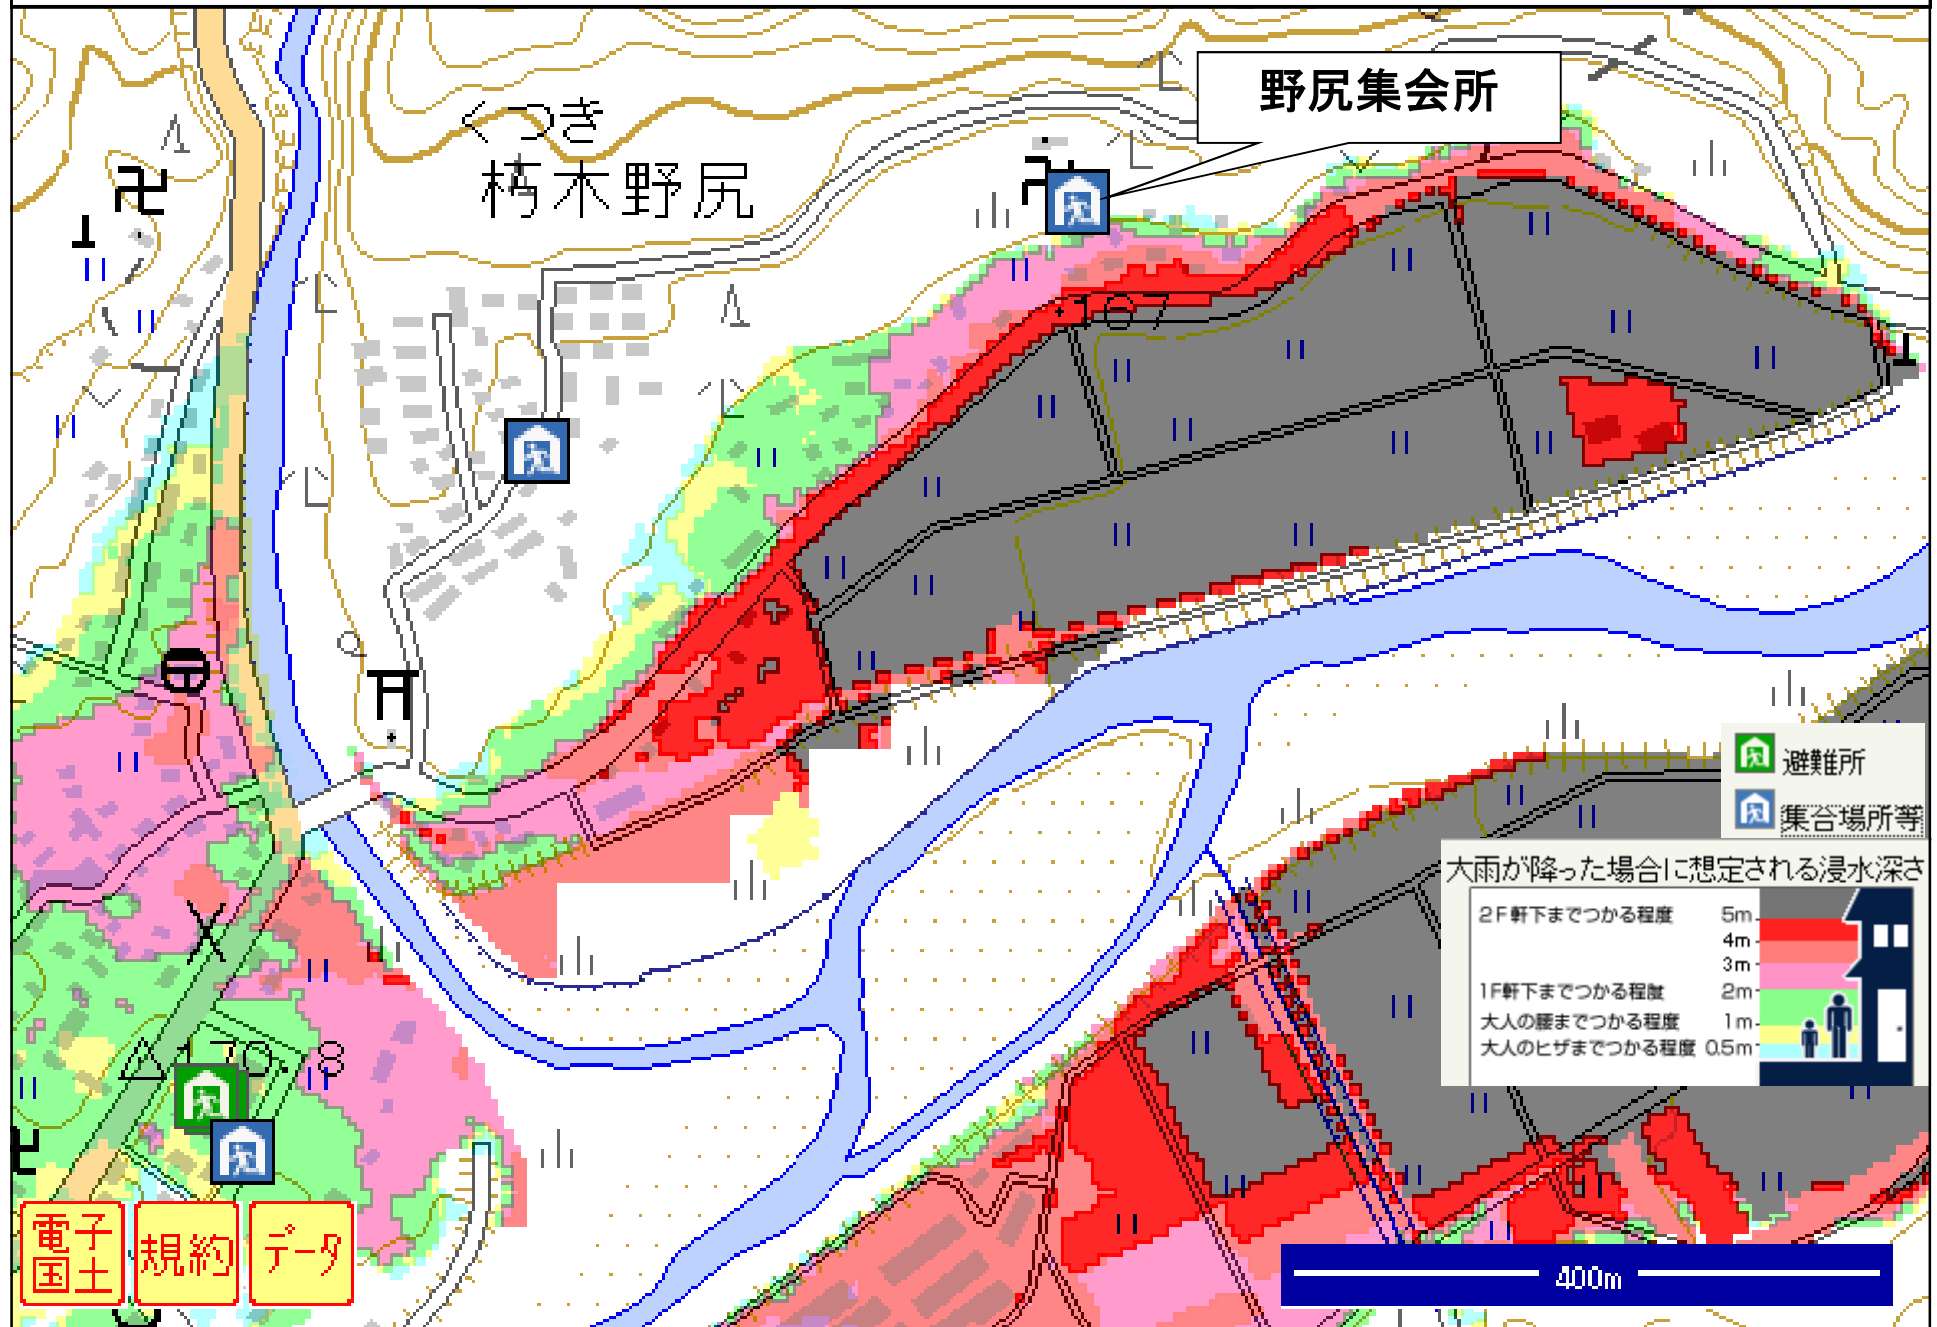 野尻集会所
くつき
朽木野尻
167
170.8
避難所
集合場所等
大雨が降った場合に想定される浸水深さ
2F軒下までつかる程度 5m
4m
3m
1F軒下までつかる程度 2m
大人の腰までつかる程度 1m
大人のヒザまでつかる程度 0.5m
電子国土
規約
データ
400m